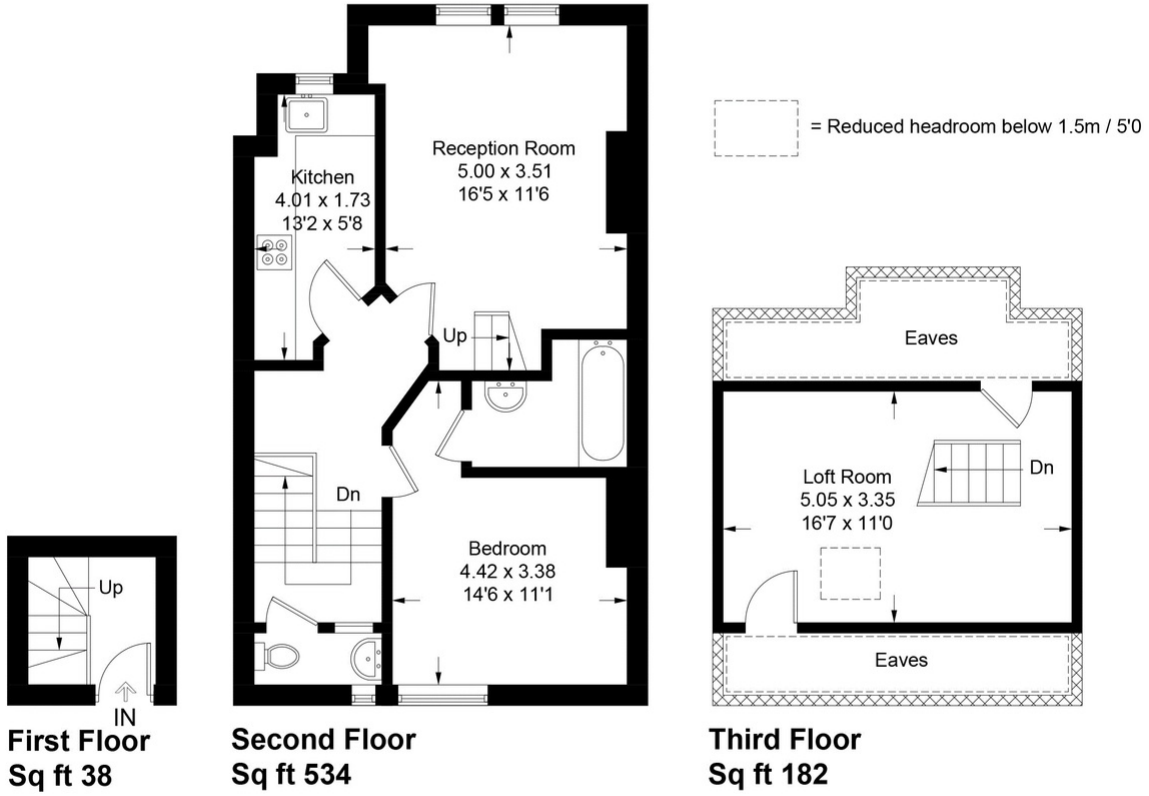 = Reduced headroom below 1.5m / 5'0
Reception Room
5.00 x 3.51
16'5 x 11'6
Kitchen
4.01 x 1.73
13'2 x 5'8
Up
Dn
Bedroom
4.42 x 3.38
14'6 x 11'1
Eaves
Loft Room
5.05 x 3.35
16'7 x 11'0
Dn
Eaves
Up
IN
First Floor
Sq ft 38
Second Floor
Sq ft 534
Third Floor
Sq ft 182